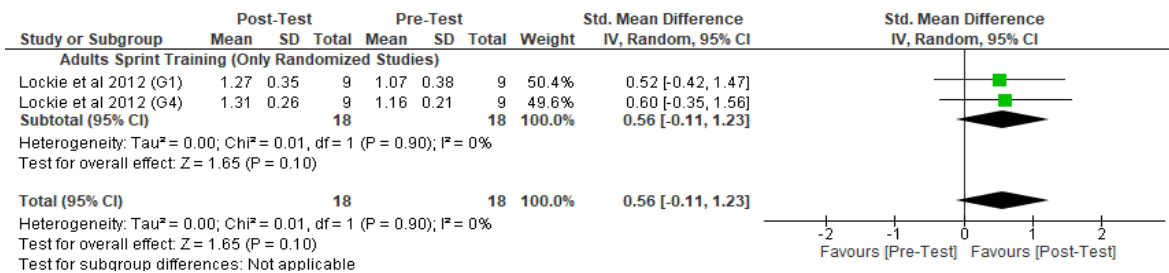 Post-Test Pre-Test Std. Mean Difference Std. Mean Difference
Study or Subgroup Mean SD Total Mean SD Total Weight IV, Random, 95% CI IV, Random, 95% CI
Adults Sprint Training (Only Randomized Studies)
Lockie et al 2012 (G1) 1.27 0.35 9 1.07 0.38 9 50.4% 0.52 [-0.42, 1.47]
Lockie et al 2012 (G4) 1.31 0.26 9 1.16 0.21 9 49.6% 0.60 [-0.35, 1.56]
Subtotal (95% CI) 18 18 100.0% 0.56 [-0.11, 1.23]
Heterogeneity: Tau² = 0.00; Chi² = 0.01, df = 1 (P = 0.90); I² = 0%
Test for overall effect: Z = 1.65 (P = 0.10)
Total (95% CI) 18 18 100.0% 0.56 [-0.11, 1.23]
Heterogeneity: Tau² = 0.00; Chi² = 0.01, df = 1 (P = 0.90); I² = 0%
Test for overall effect: Z = 1.65 (P = 0.10)
Test for subgroup differences: Not applicable
-2 -1 0 1 2
Favours [Pre-Test] Favours [Post-Test]